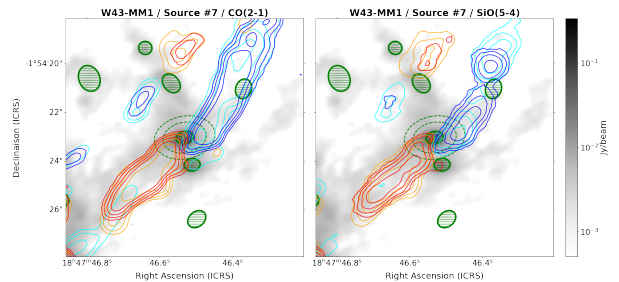 W43-MM1 / Source #7 / CO(2-1)
W43-MM1 / Source #7 / SiO(5-4)
-1°54'20"
22"
24"
26"
Declinaison (ICRS)
18ʰ47ᵐ46.8ˢ
46.6ˢ
46.4ˢ
18ʰ47ᵐ46.8ˢ
46.6ˢ
46.4ˢ
Right Ascension (ICRS)
Right Ascension (ICRS)
10⁻¹
10⁻²
10⁻³
Jy/beam